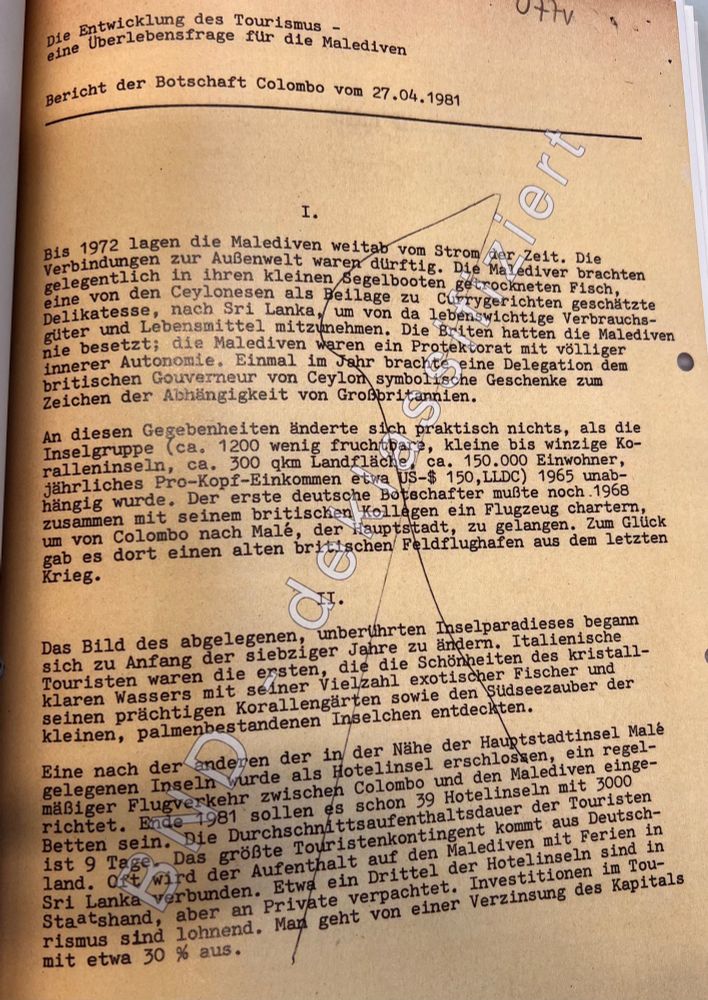 Die Entwicklung des Tourismus -
eine Überlebensfrage für die Malediven
Bericht der Botschaft Colombo vom 27.04.1981
I.
Bis 1972 lagen die Malediven weitab vom Strom der Zeit. Die
Verbindungen zur Außenwelt waren dürftig. Die Malediver brachten
gelegentlich in ihren kleinen Segelbooten getrockneten Fisch,
eine von den Ceylonesen als Beilage zu Currygerichten geschätzte
Delikatesse, nach Sri Lanka, um von da lebenswichtige Verbrauchs-
güter und Lebensmittel mitzunehmen. Die Briten hatten die Malediven
nie besetzt; die Malediven waren ein Protektorat mit völliger
innerer Autonomie. Einmal im Jahr brachte eine Delegation dem
britischen Gouverneur von Ceylon symbolische Geschenke zum
Zeichen der Abhängigkeit von Großbritannien.
An diesen Gegebenheiten änderte sich praktisch nichts, als die
Inselgruppe (ca. 1200 wenig fruchtbare, kleine bis winzige Ko-
ralleninseln, ca. 300 qkm Landfläche, ca. 150.000 Einwohner,
jährliches Pro-Kopf-Einkommen etwa US-$ 150,LLDC) 1965 unab-
hängig wurde. Der erste deutsche Botschafter mußte noch 1968
zusammen mit seinem britischen Kollegen ein Flugzeug chartern,
um von Colombo nach Malé, der Hauptstadt, zu gelangen. Zum Glück
gab es dort einen alten britischen Feldflughafen aus dem letzten
Krieg.
II.
Das Bild des abgelegenen, unberührten Inselparadieses begann
sich zu Anfang der siebziger Jahre zu ändern. Italienische
Touristen waren die ersten, die die Schönheiten des kristall-
klaren Wassers mit seiner Vielzahl exotischer Fischer und
seinen prächtigen Korallengärten sowie den Südseezauber der
kleinen, palmenbestandenen Inselchen entdeckten.
Eine nach der anderen der in der Nähe der Hauptstadtinsel Malé
gelegenen Inseln wurde als Hotelinsel erschlossen, ein regel-
mäßiger Flugverkehr zwischen Colombo und den Malediven einge-
richtet. Ende 1981 sollen es schon 39 Hotelinseln mit 3000
Betten sein. Die Durchschnittsaufenthaltsdauer der Touristen
ist 9 Tage. Das größte Touristenkontingent kommt aus Deutsch-
land. Oft wird der Aufenthalt auf den Malediven mit Ferien in
Sri Lanka verbunden. Etwa ein Drittel der Hotelinseln sind in
Staatshand, aber an Private verpachtet. Investitionen im Tou-
rismus sind lohnend. Man geht von einer Verzinsung des Kapitals
mit etwa 30 % aus.
BND deklassifiziert